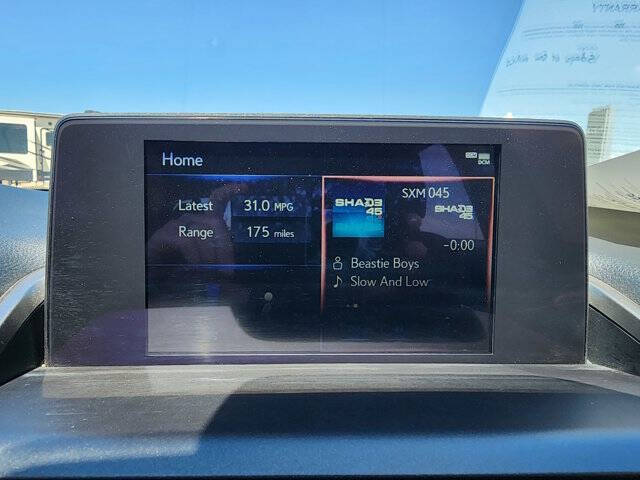 Home
DCM
Latest 31.0 MPG
Range 175 miles
SXM 045
SHADE 45
SHADE 45
-0:00
Beastie Boys
Slow And Low